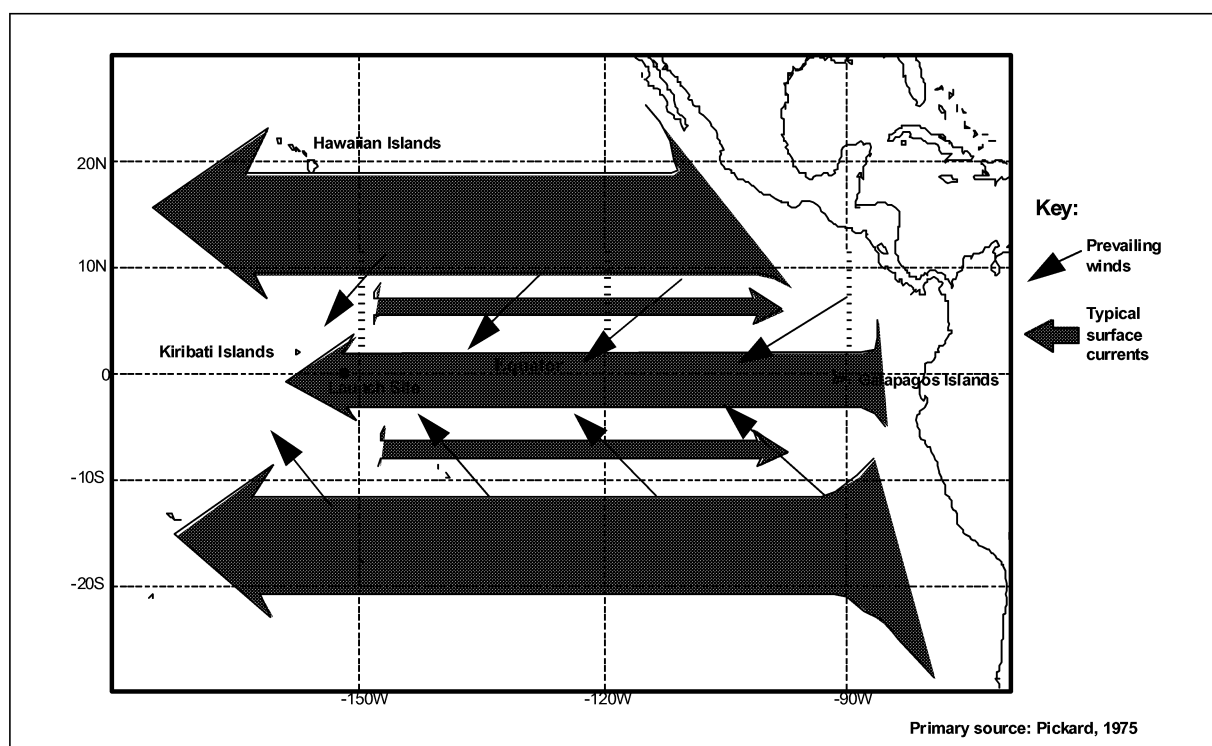 Hawaiian Islands
20N
Key:
Prevailing
winds
10N
Typical
surface
currents
Kiribati Islands
Equator
0
Galapagos Islands
Launch Site
-10S
-20S
-150W
-120W
-90W
Primary source: Pickard, 1975